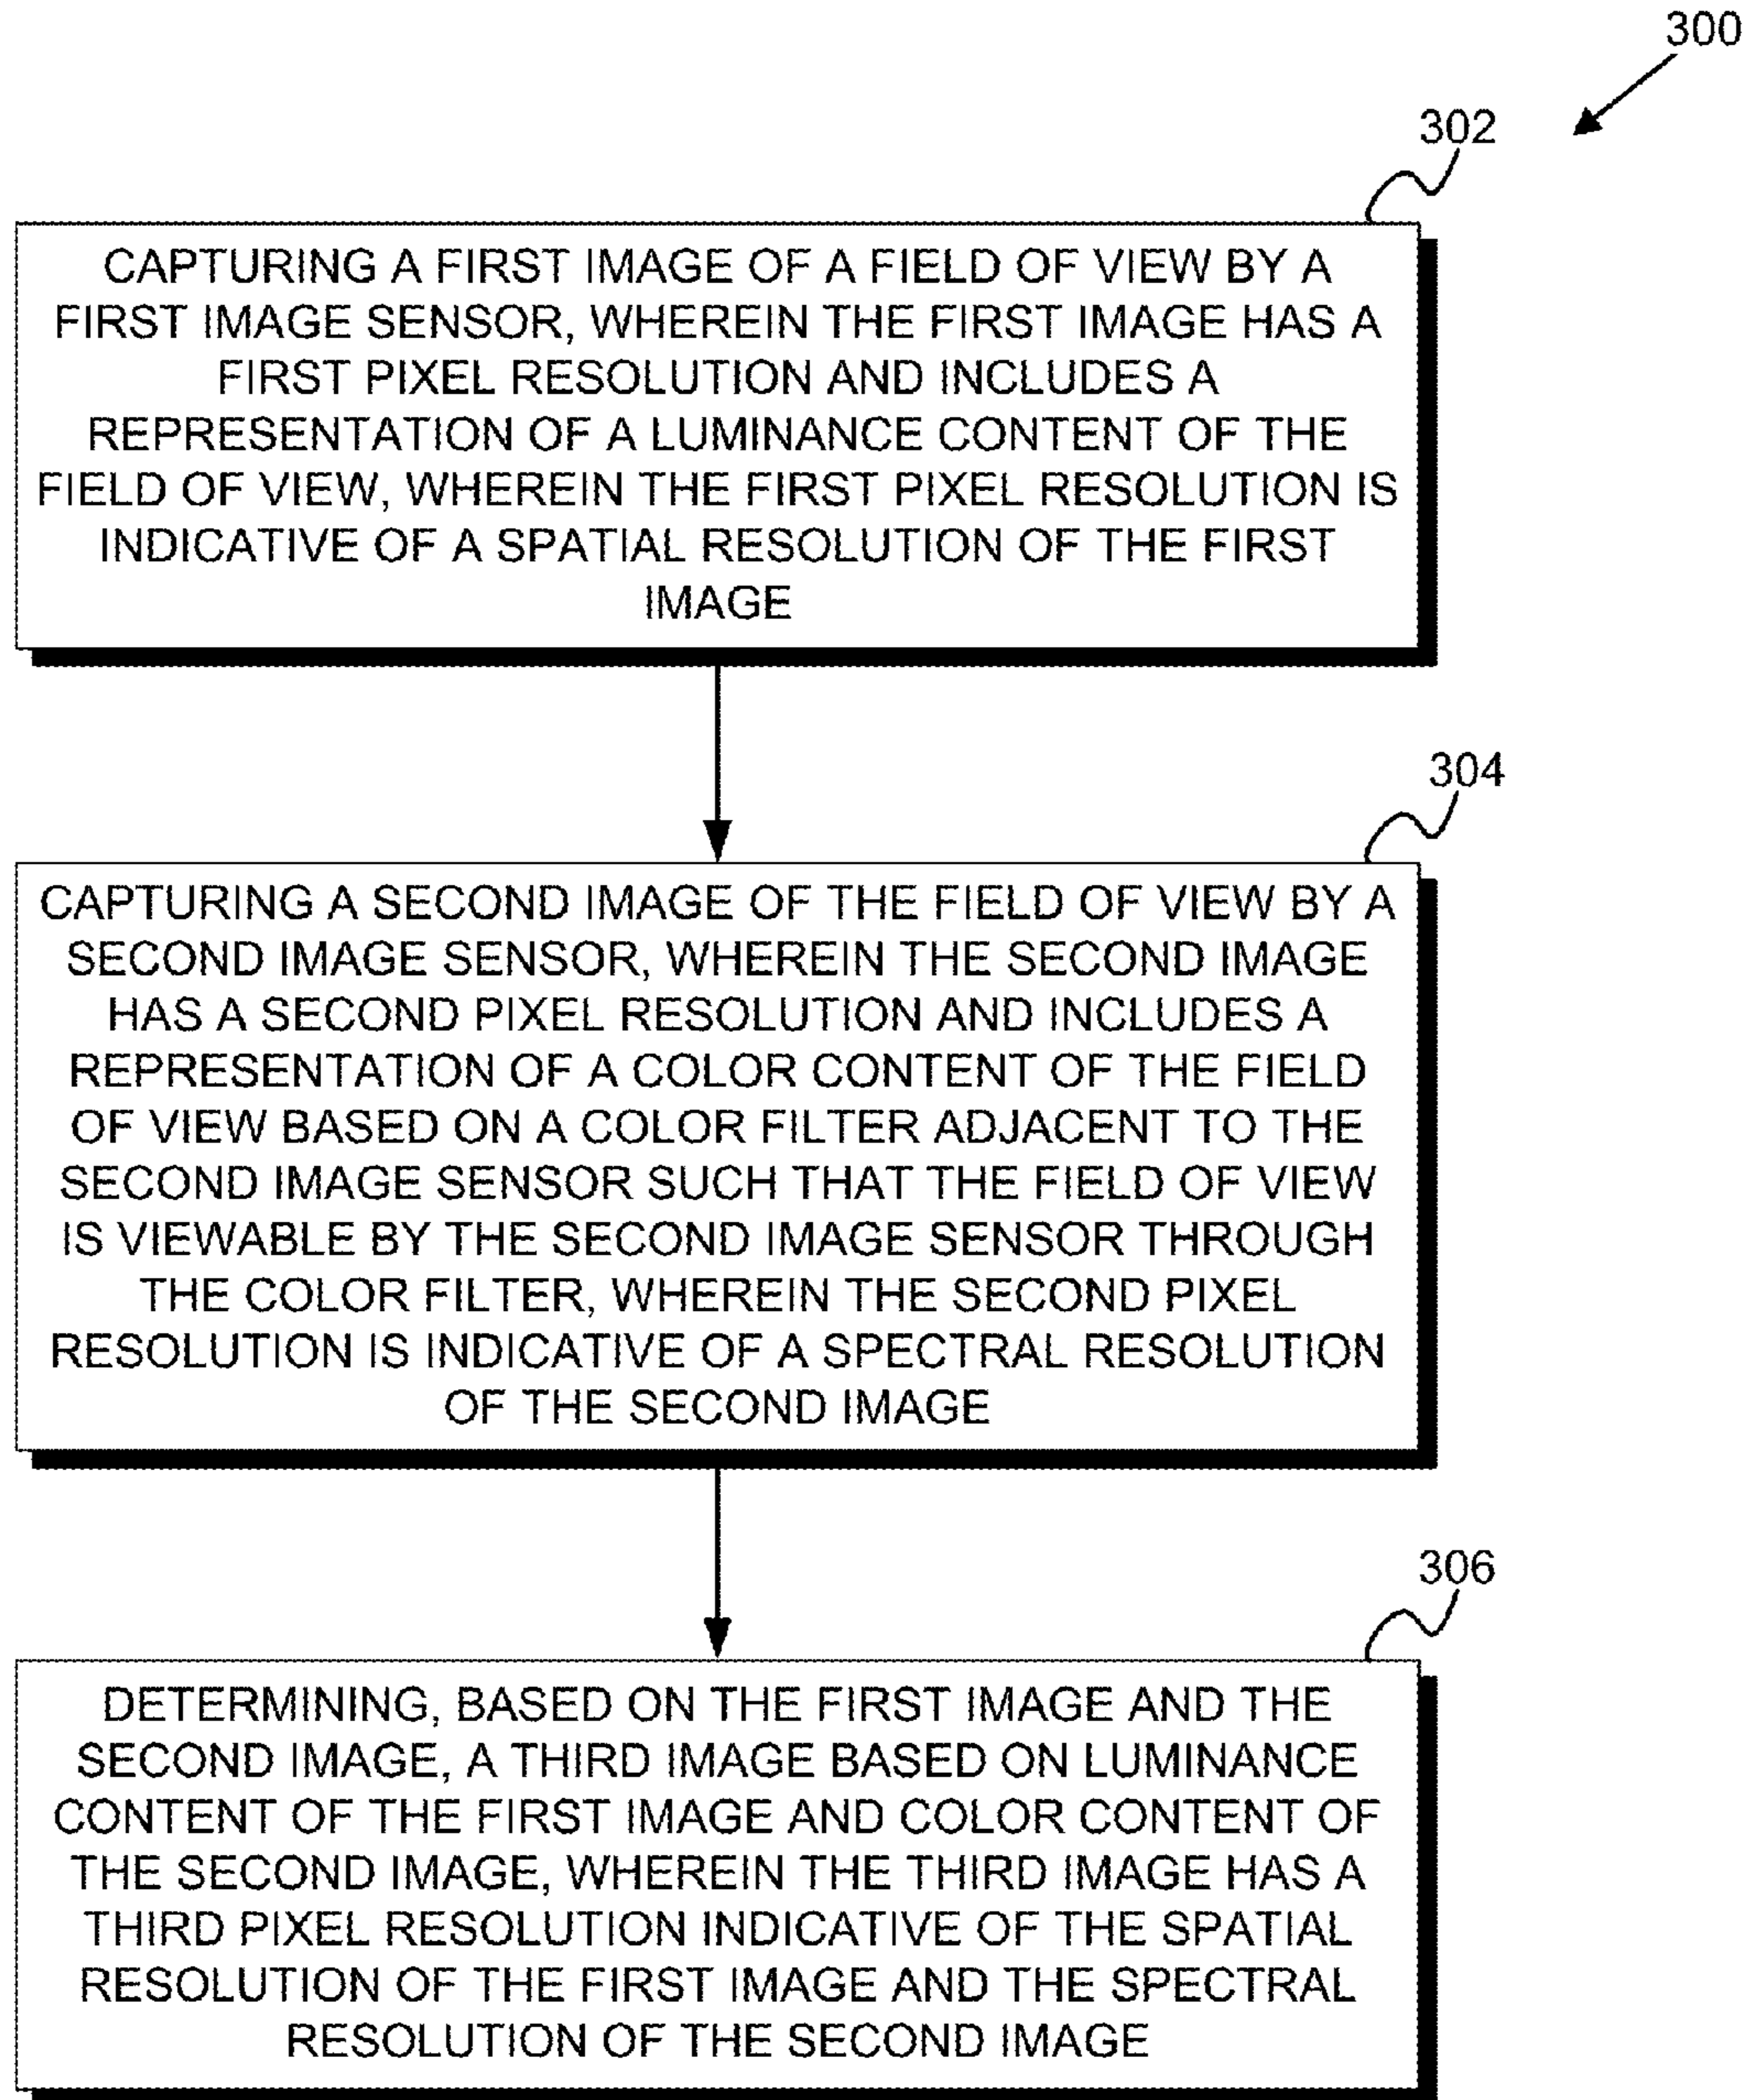 300
302
CAPTURING A FIRST IMAGE OF A FIELD OF VIEW BY A
FIRST IMAGE SENSOR, WHEREIN THE FIRST IMAGE HAS A
FIRST PIXEL RESOLUTION AND INCLUDES A
REPRESENTATION OF A LUMINANCE CONTENT OF THE
FIELD OF VIEW, WHEREIN THE FIRST PIXEL RESOLUTION IS
INDICATIVE OF A SPATIAL RESOLUTION OF THE FIRST
IMAGE
304
CAPTURING A SECOND IMAGE OF THE FIELD OF VIEW BY A
SECOND IMAGE SENSOR, WHEREIN THE SECOND IMAGE
HAS A SECOND PIXEL RESOLUTION AND INCLUDES A
REPRESENTATION OF A COLOR CONTENT OF THE FIELD
OF VIEW BASED ON A COLOR FILTER ADJACENT TO THE
SECOND IMAGE SENSOR SUCH THAT THE FIELD OF VIEW
IS VIEWABLE BY THE SECOND IMAGE SENSOR THROUGH
THE COLOR FILTER, WHEREIN THE SECOND PIXEL
RESOLUTION IS INDICATIVE OF A SPECTRAL RESOLUTION
OF THE SECOND IMAGE
306
DETERMINING, BASED ON THE FIRST IMAGE AND THE
SECOND IMAGE, A THIRD IMAGE BASED ON LUMINANCE
CONTENT OF THE FIRST IMAGE AND COLOR CONTENT OF
THE SECOND IMAGE, WHEREIN THE THIRD IMAGE HAS A
THIRD PIXEL RESOLUTION INDICATIVE OF THE SPATIAL
RESOLUTION OF THE FIRST IMAGE AND THE SPECTRAL
RESOLUTION OF THE SECOND IMAGE